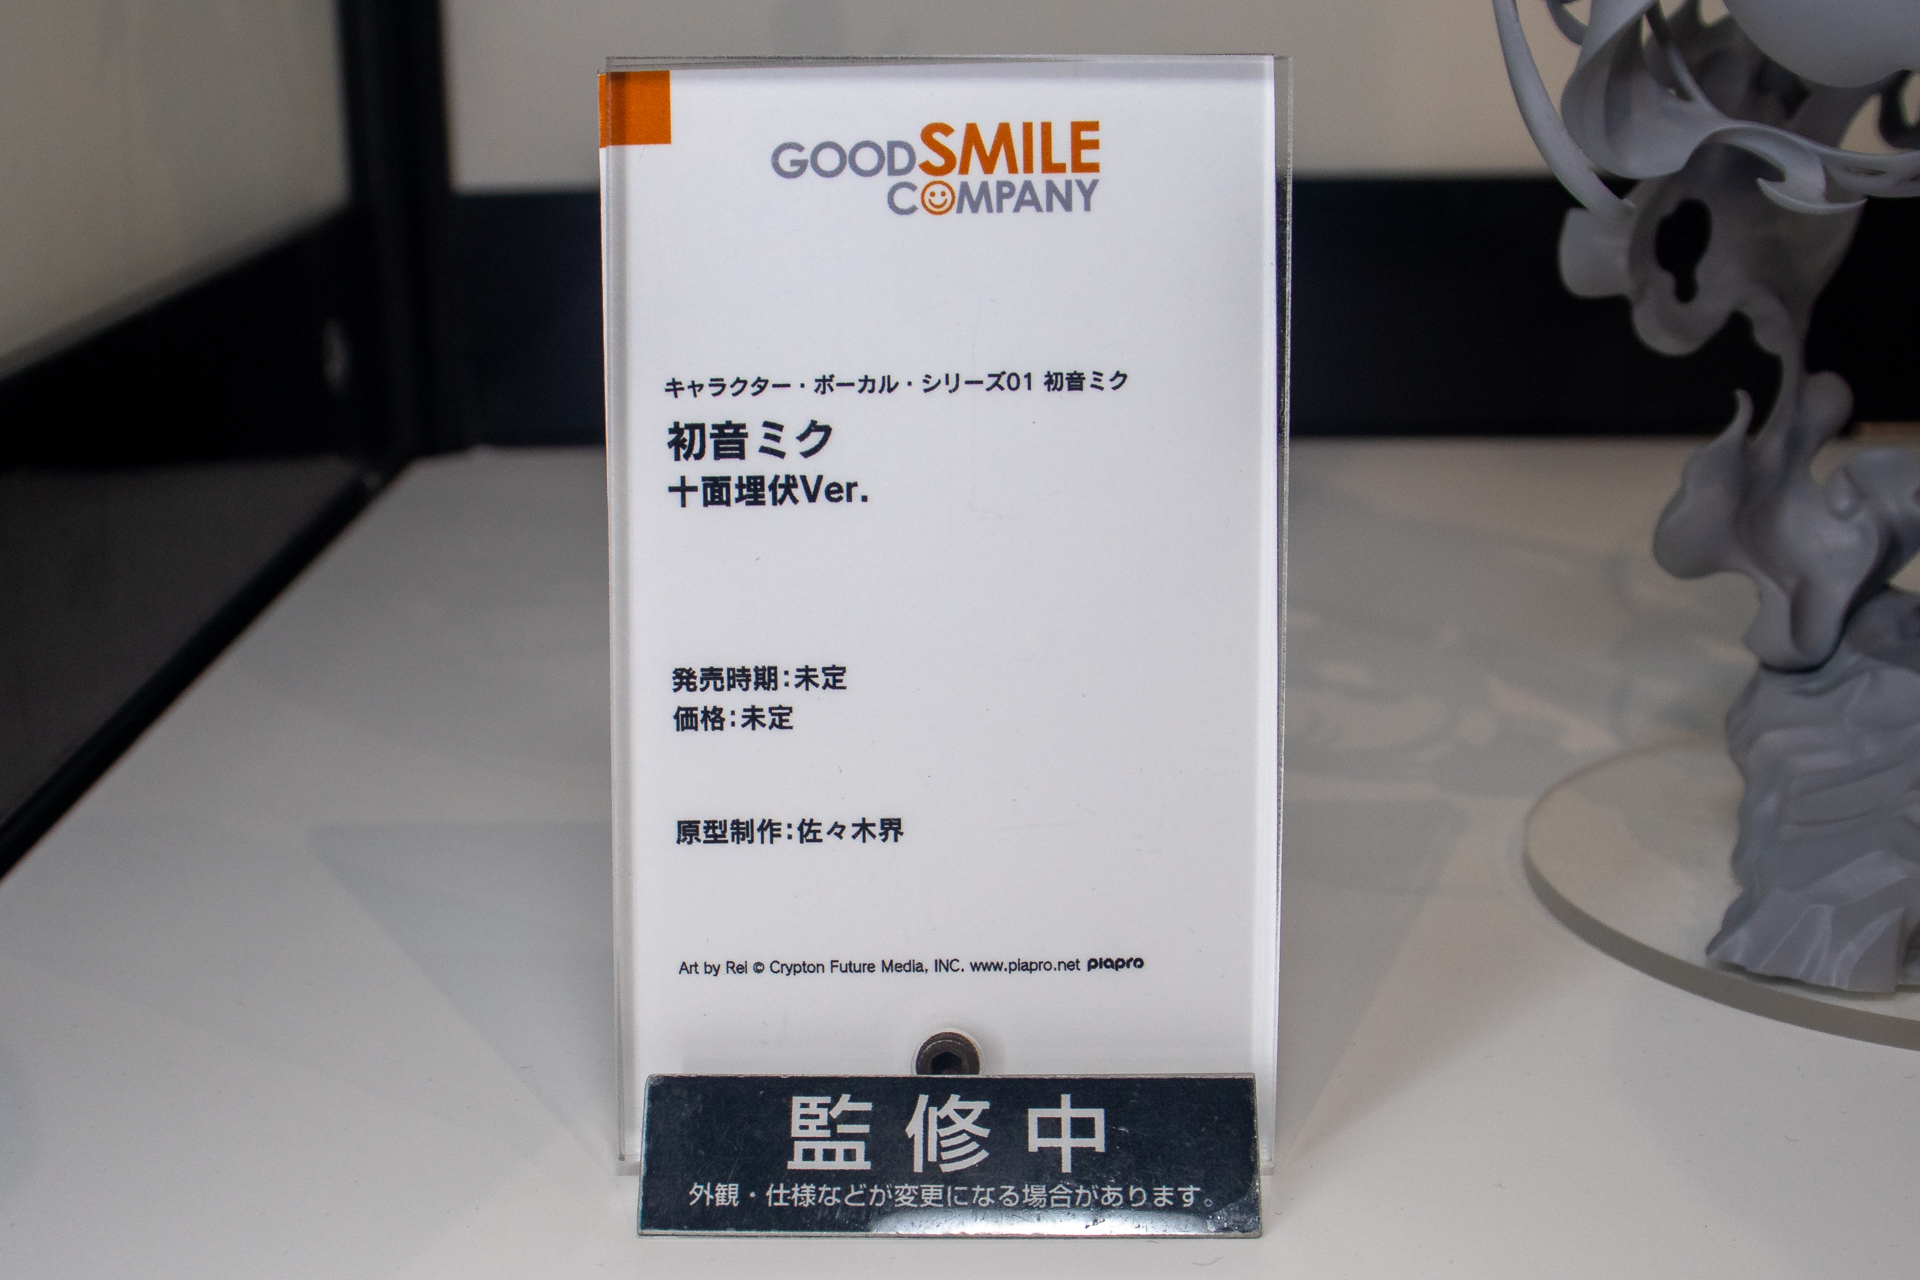 GOODSMILE
COMPANY
キャラクター・ボーカル・シリーズ01 初音ミク
初音ミク
十面埋伏Ver.
発売時期：未定
価格：未定
原型制作：佐々木界
Art by Rei © Crypton Future Media, INC. www.piapro.net piapro
監修中
外観・仕様などが変更になる場合があります。